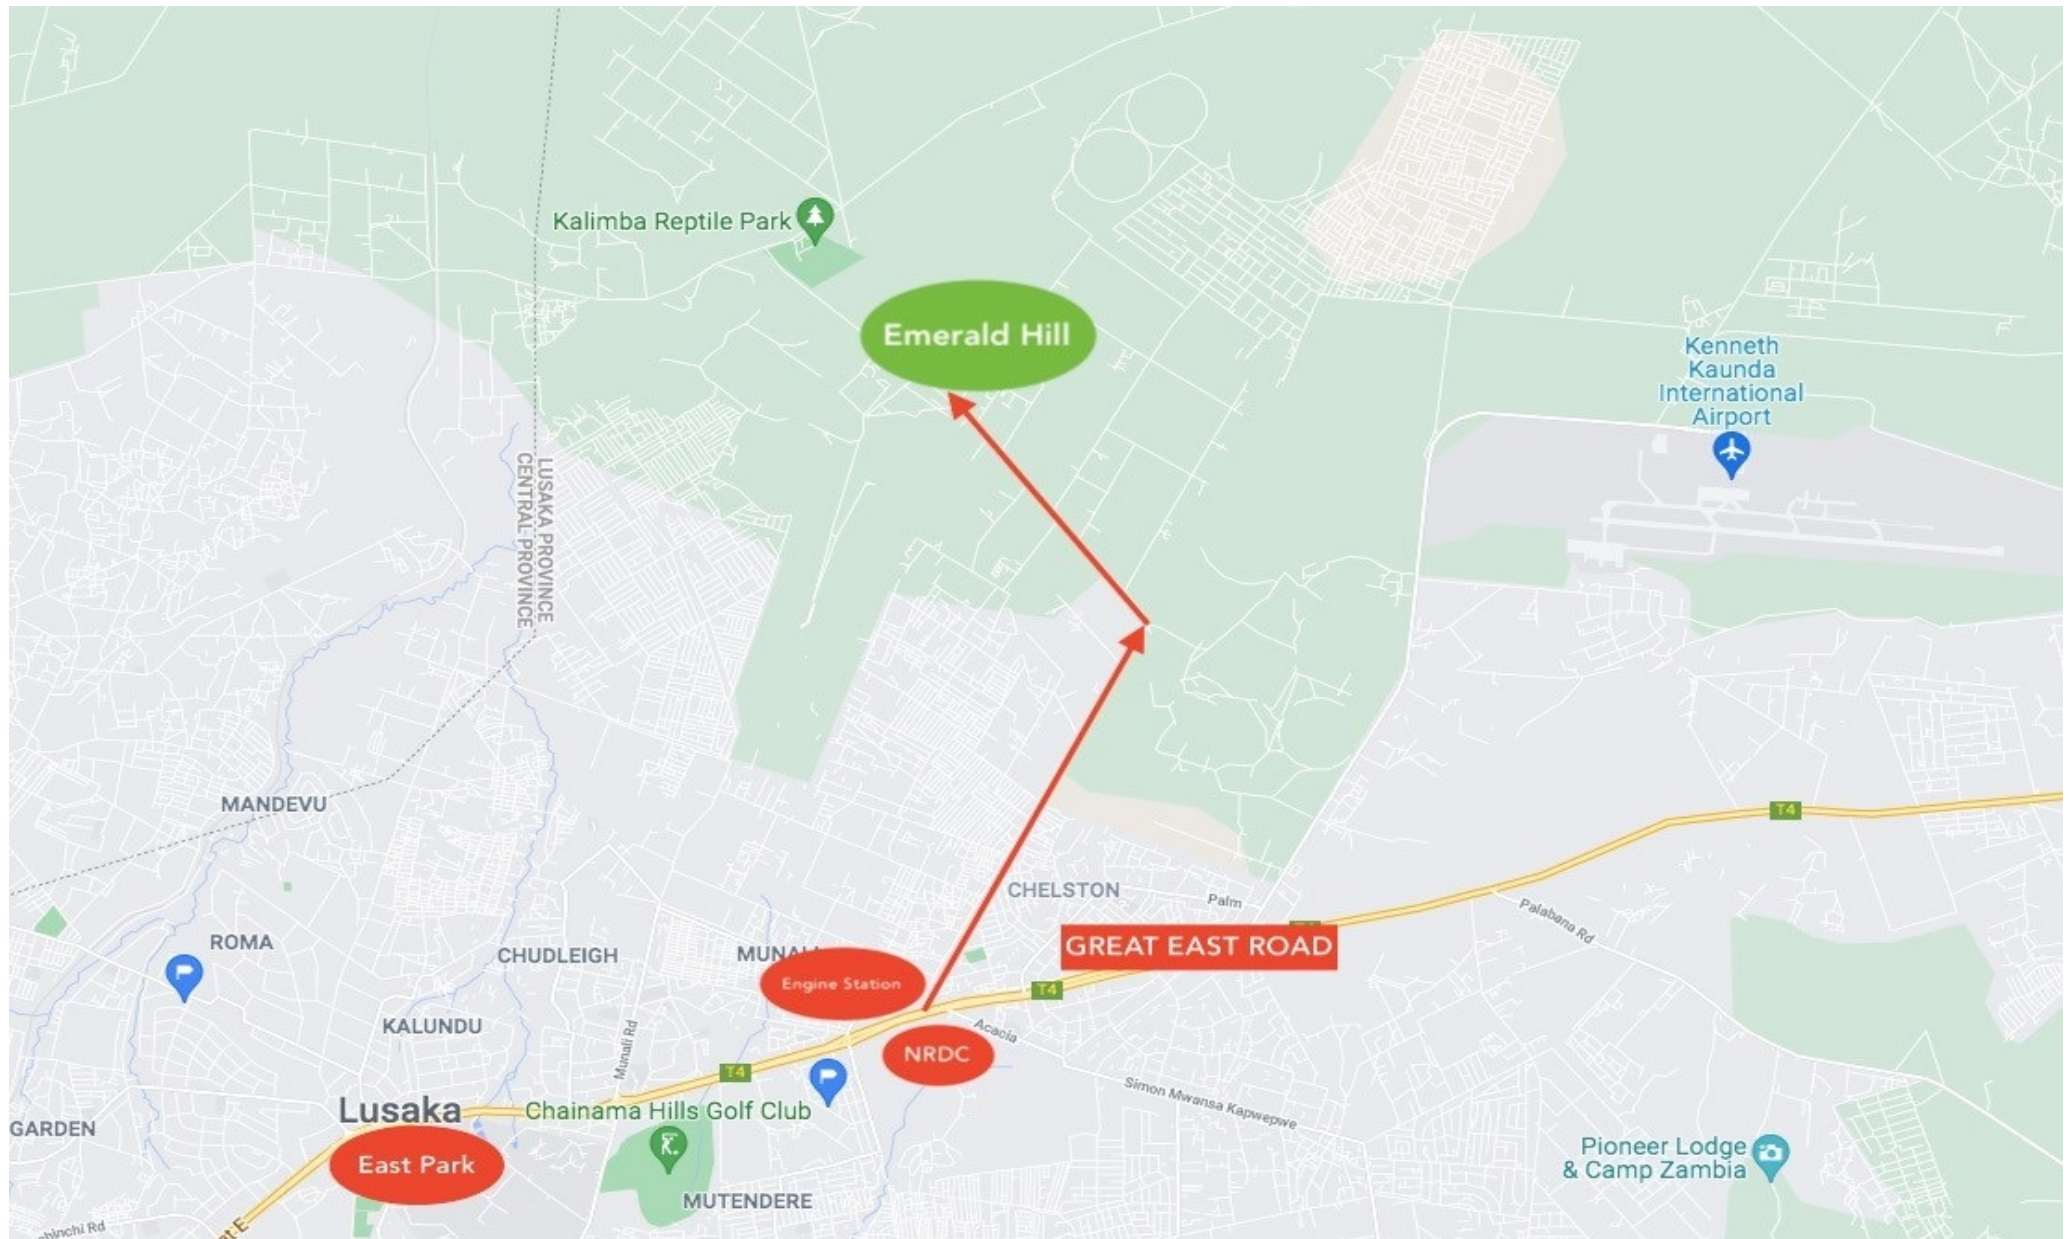 Kalimba Reptile Park
Emerald Hill
Kenneth
Kaunda
International
Airport
LUSAKA PROVINCE
CENTRAL PROVINCE
MANDEVU
T4
CHELSTON
Palm
Palabana Rd
ROMA
CHUDLEIGH
GREAT EAST ROAD
Engine Station
T4
KALUNDU
Munali Rd
Acacia
NRDC
T4
Simon Mwansa Kapwepwe
Lusaka
Chainama Hills Golf Club
GARDEN
East Park
Pioneer Lodge
& Camp Zambia
MUTENDERE